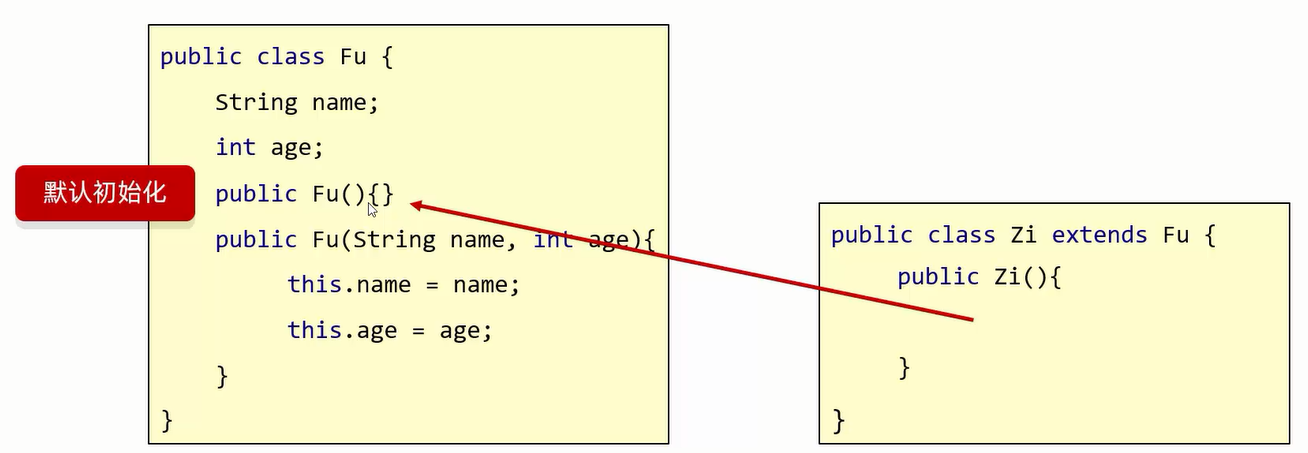 public class Fu {
String name;
int age;
默认初始化
public Fu(){}
public Fu(String name, int age){
this.name = name;
this.age = age;
}
}
public class Zi extends Fu {
public Zi(){
}
}